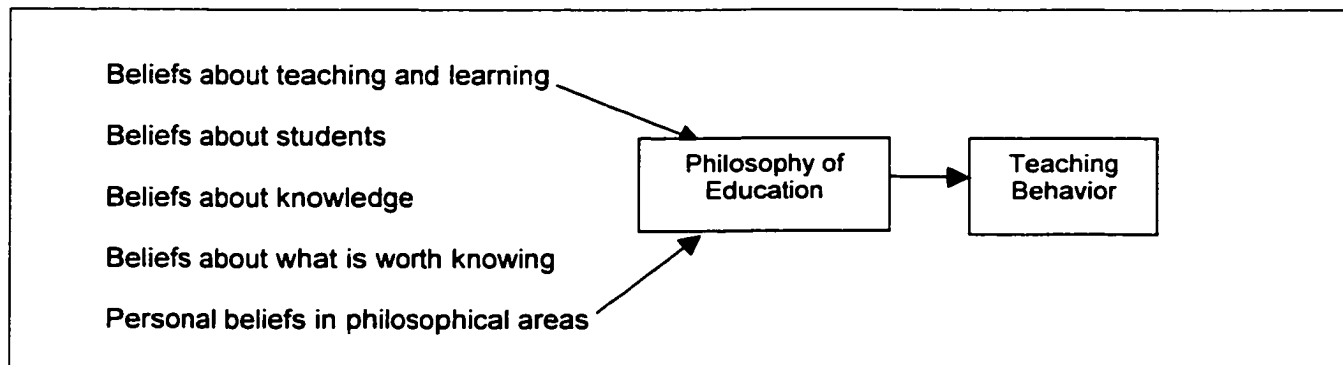 Beliefs about teaching and learning
Beliefs about students
Beliefs about knowledge
Beliefs about what is worth knowing
Personal beliefs in philosophical areas
Philosophy of
Education
Teaching
Behavior